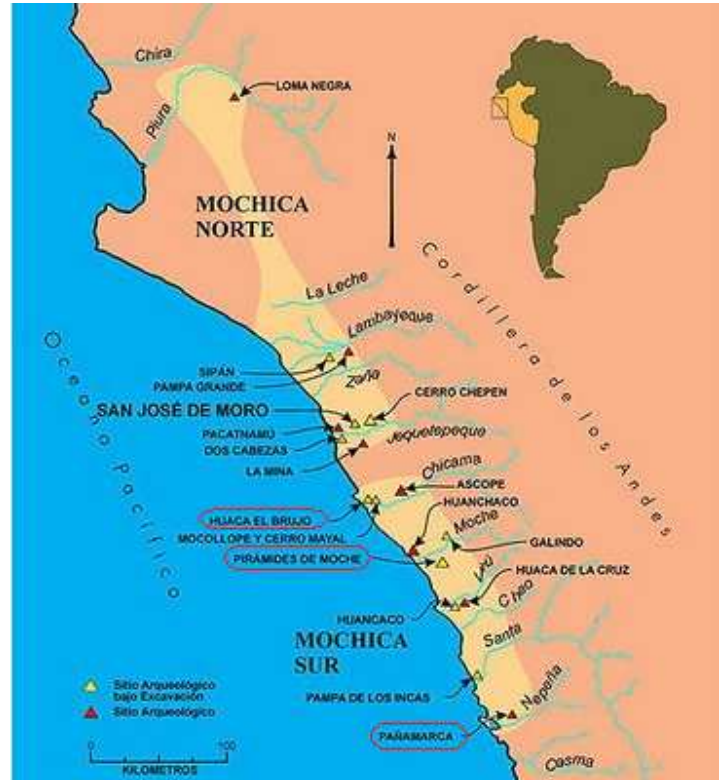 Chira
LOMA NEGRA
Piura
N
MOCHICA
NORTE
La Leche
Cordillera de los Andes
Lambayeque
Oceano Pacifico
SIPÁN
PAMPA GRANDE
Zaña
CERRO CHEPEN
SAN JOSÉ DE MORO
PACATNAMÚ
Jequetepeque
DOS CABEZAS
LA MINA
Chicama
ASCOPE
HUANCHACO
HUACA EL BRUJO
Moche
MOCOLLOPE Y CERRO MAYAL
GALINDO
PIRÁMIDES DE MOCHE
Virú
HUACA DE LA CRUZ
Chao
HUANCACO
MOCHICA
SUR
Santa
PAMPA DE LOS INCAS
Nepeña
Sitio Arqueológico
bajo Excavación
Sitio Arqueológico
PAÑAMARCA
0 100
KILOMETROS
Casma